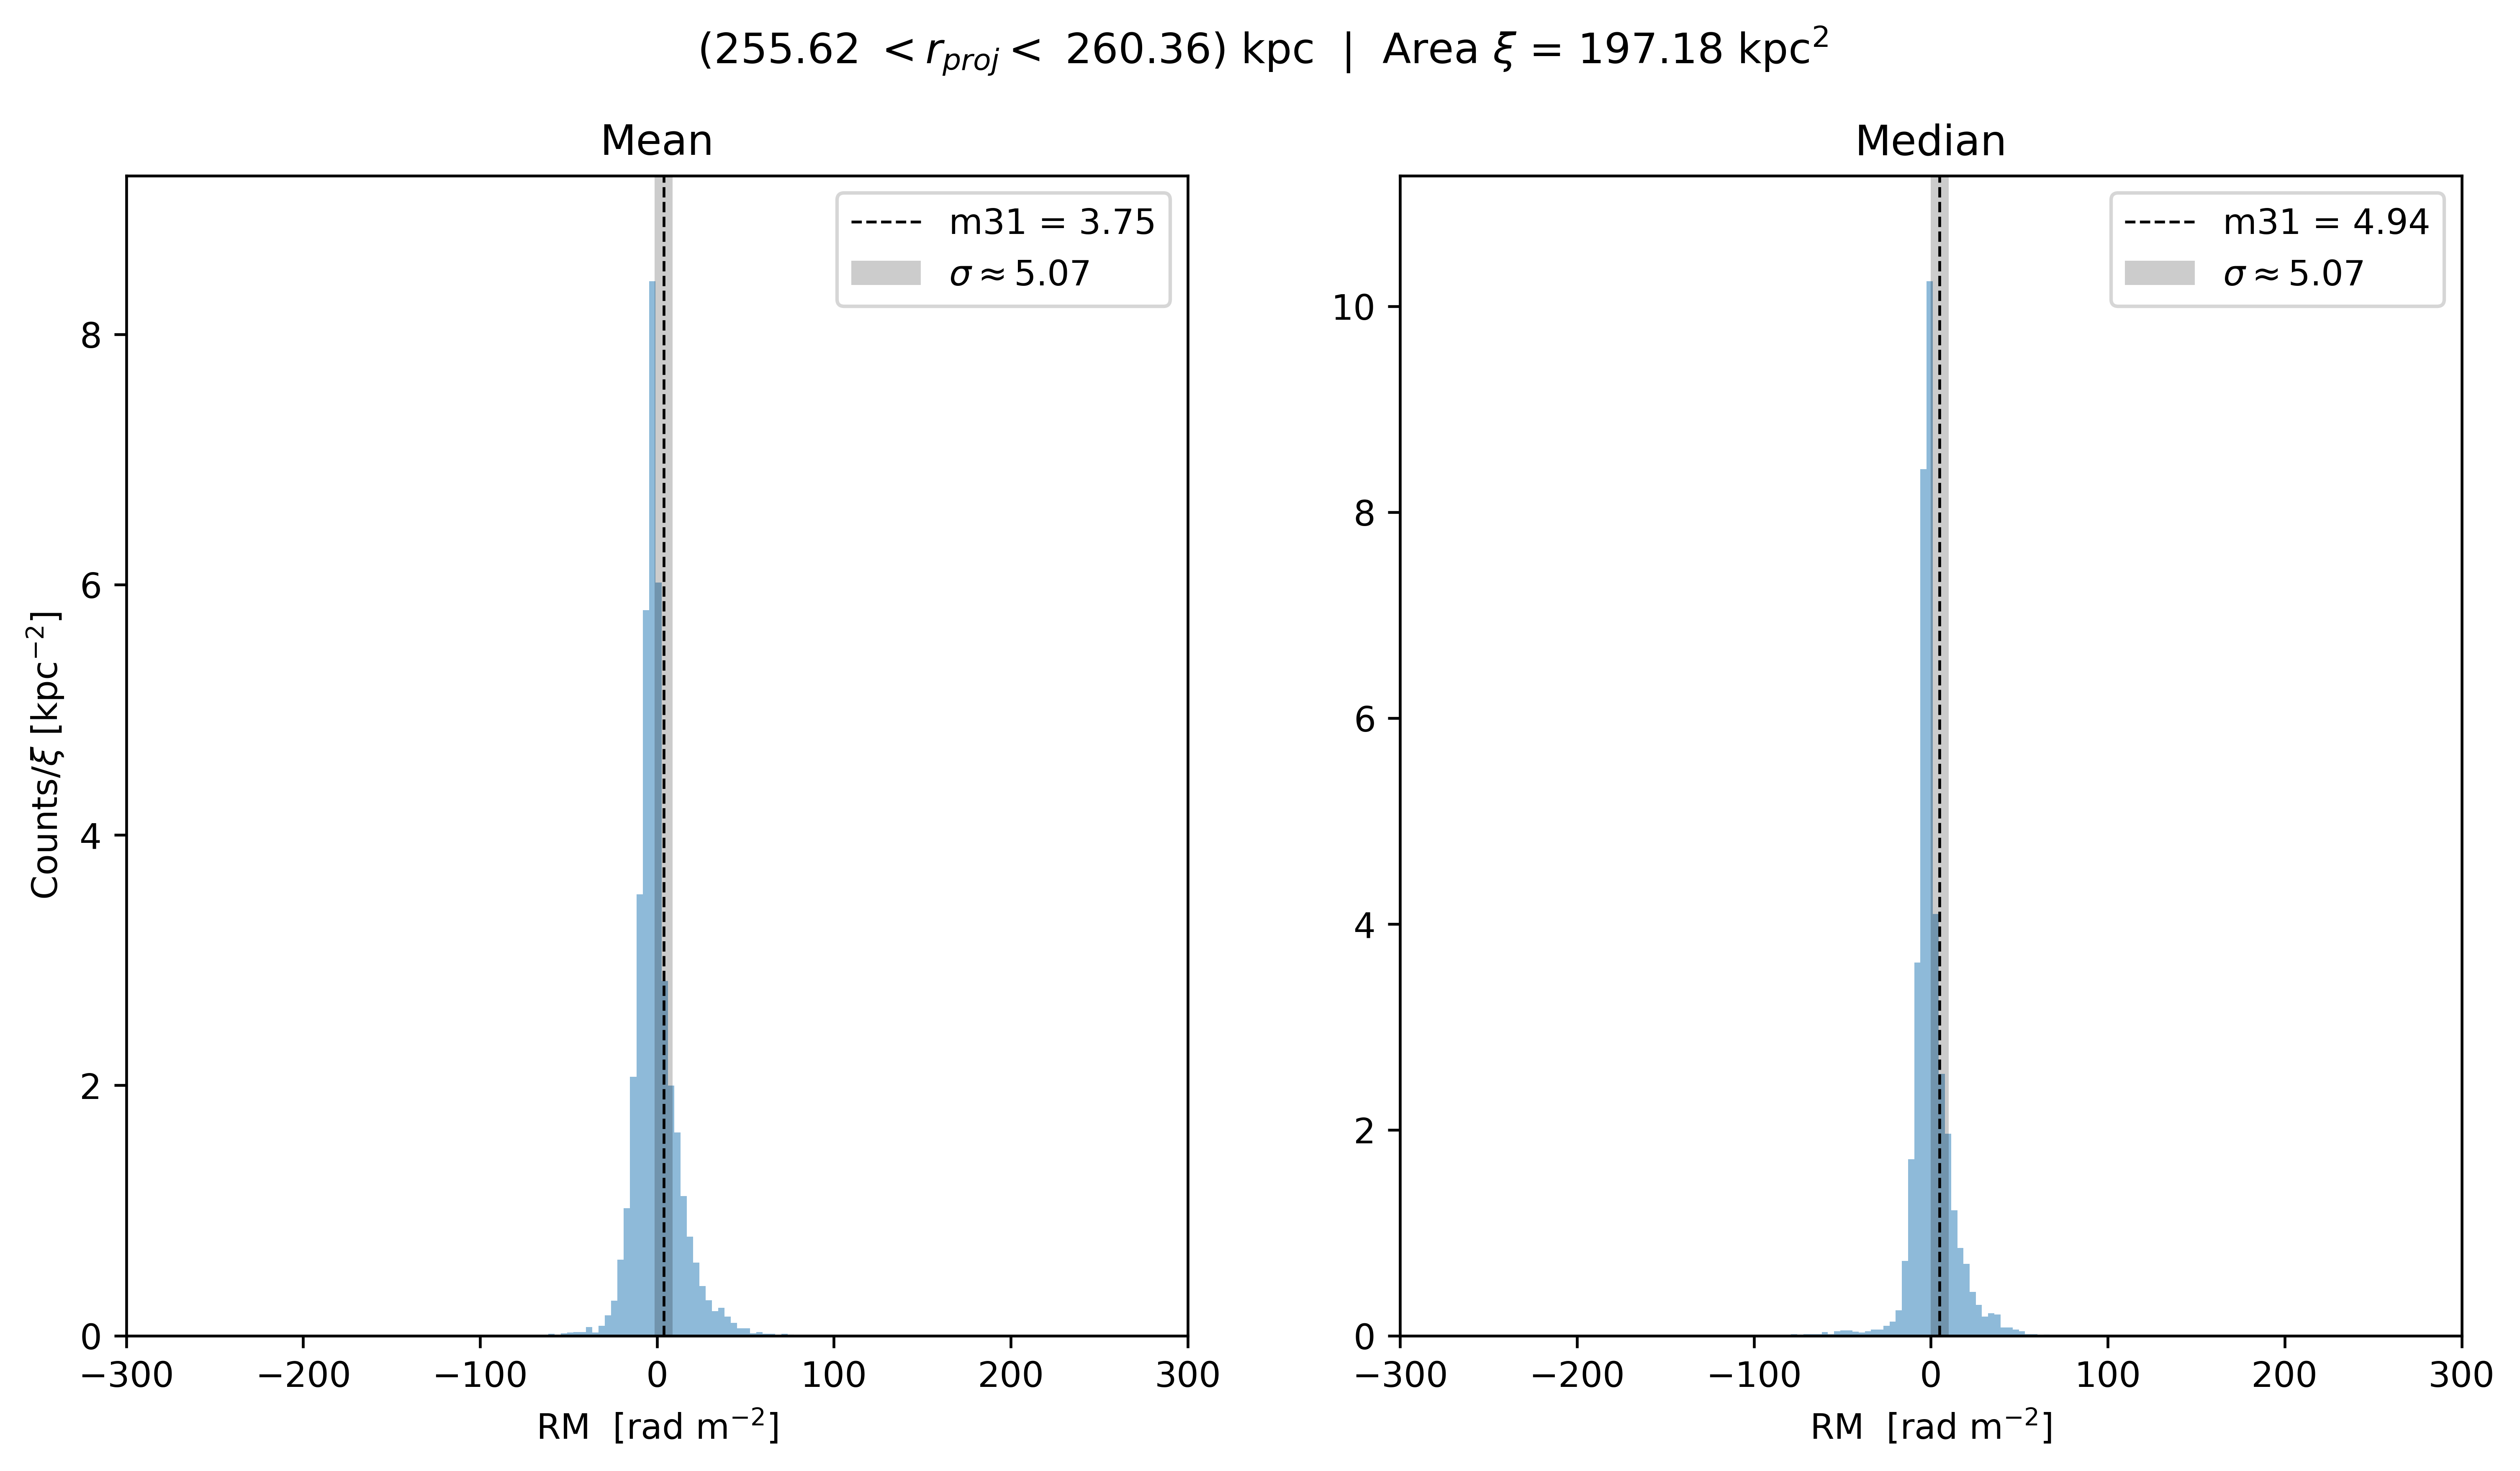 (255.62 < r_proj < 260.36) kpc | Area ξ = 197.18 kpc²
Mean
m31 = 3.75
σ ≈ 5.07
8
6
4
2
0
Counts/ξ [kpc⁻²]
−300 −200 −100 0 100 200 300
RM [rad m⁻²]
Median
m31 = 4.94
σ ≈ 5.07
10
8
6
4
2
0
−300 −200 −100 0 100 200 300
RM [rad m⁻²]